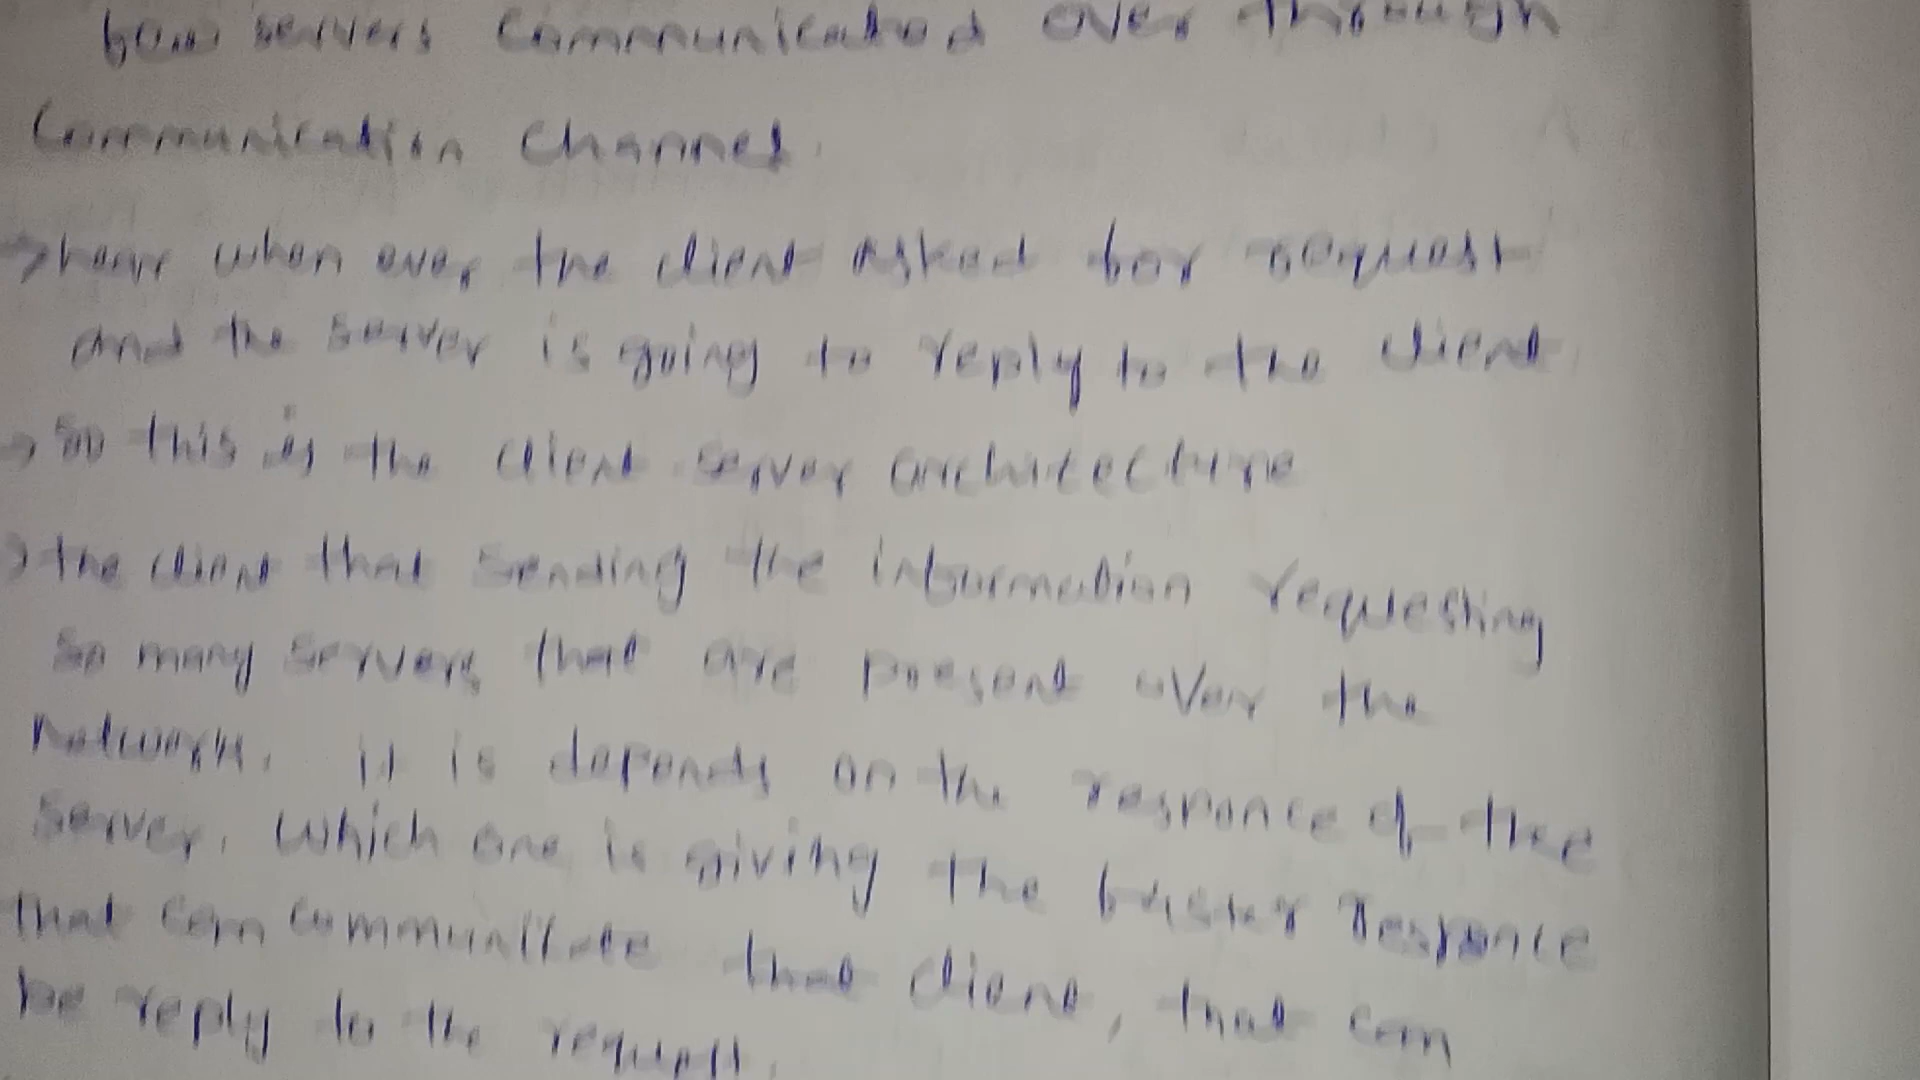 servers communicated over through
Communication Channel.
→ hear when ever the client asked for request
and the server is going to reply to the client
→ so this is the client server architecture
→ the client that sending the information requesting
so many servers that are present over the
network. it is depends on the responce of the
server. which one is giving the faster responce
that can communicate that client, that can
be reply to the request.